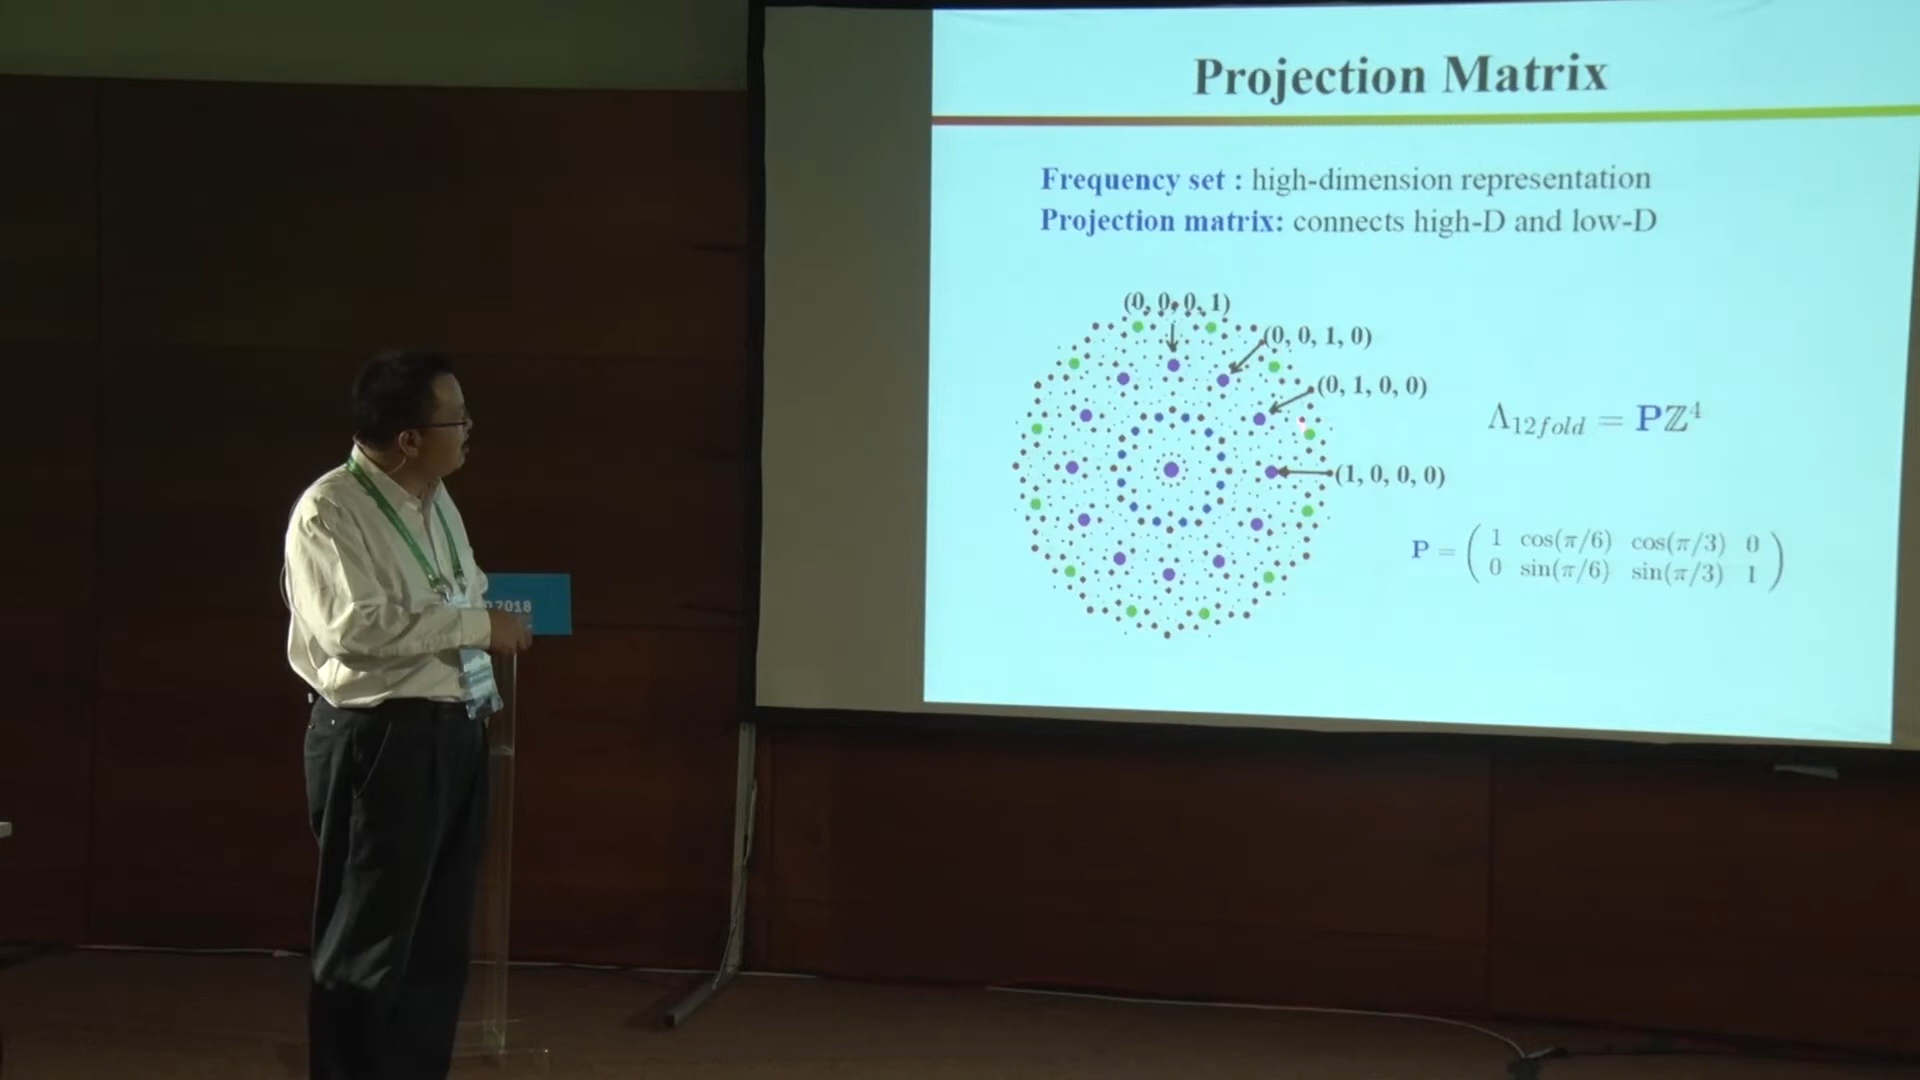 Projection Matrix
Frequency set : high-dimension representation
Projection matrix: connects high-D and low-D
(0, 0, 0, 1)
(0, 0, 1, 0)
(0, 1, 0, 0)
(1, 0, 0, 0)
Λ₁₂fold = PℤⓍ⁴
P = ( 1 cos(π/6) cos(π/3) 0
0 sin(π/6) sin(π/3) 1 )
2018